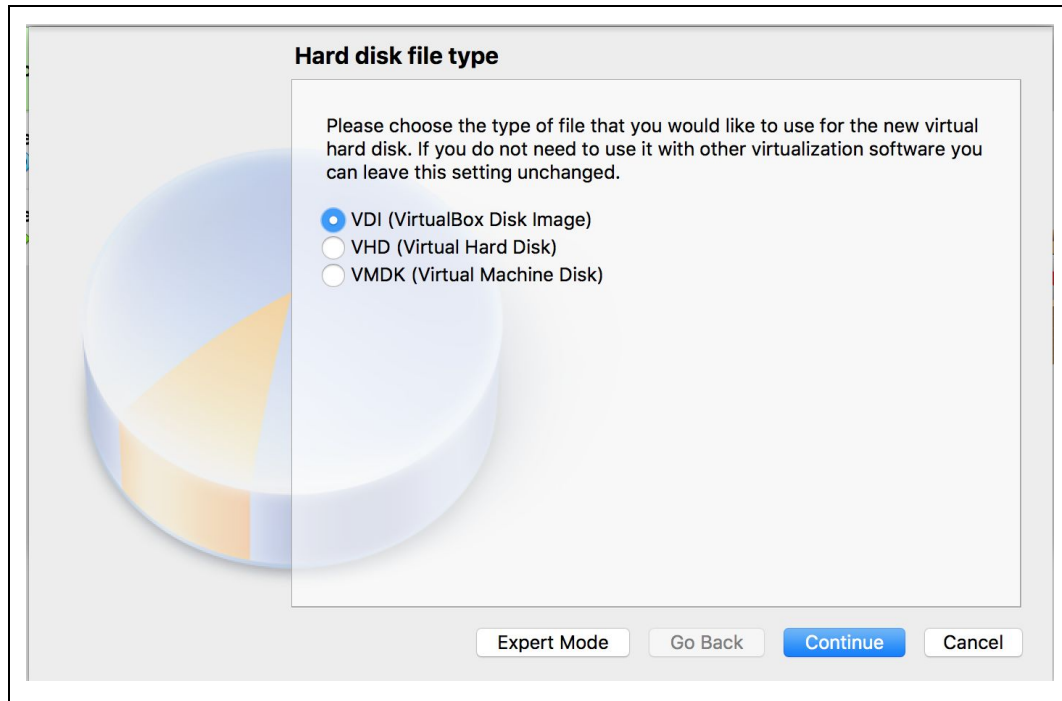 Hard disk file type
Please choose the type of file that you would like to use for the new virtual
hard disk. If you do not need to use it with other virtualization software you
can leave this setting unchanged.
VDI (VirtualBox Disk Image)
VHD (Virtual Hard Disk)
VMDK (Virtual Machine Disk)
Expert Mode Go Back Continue Cancel